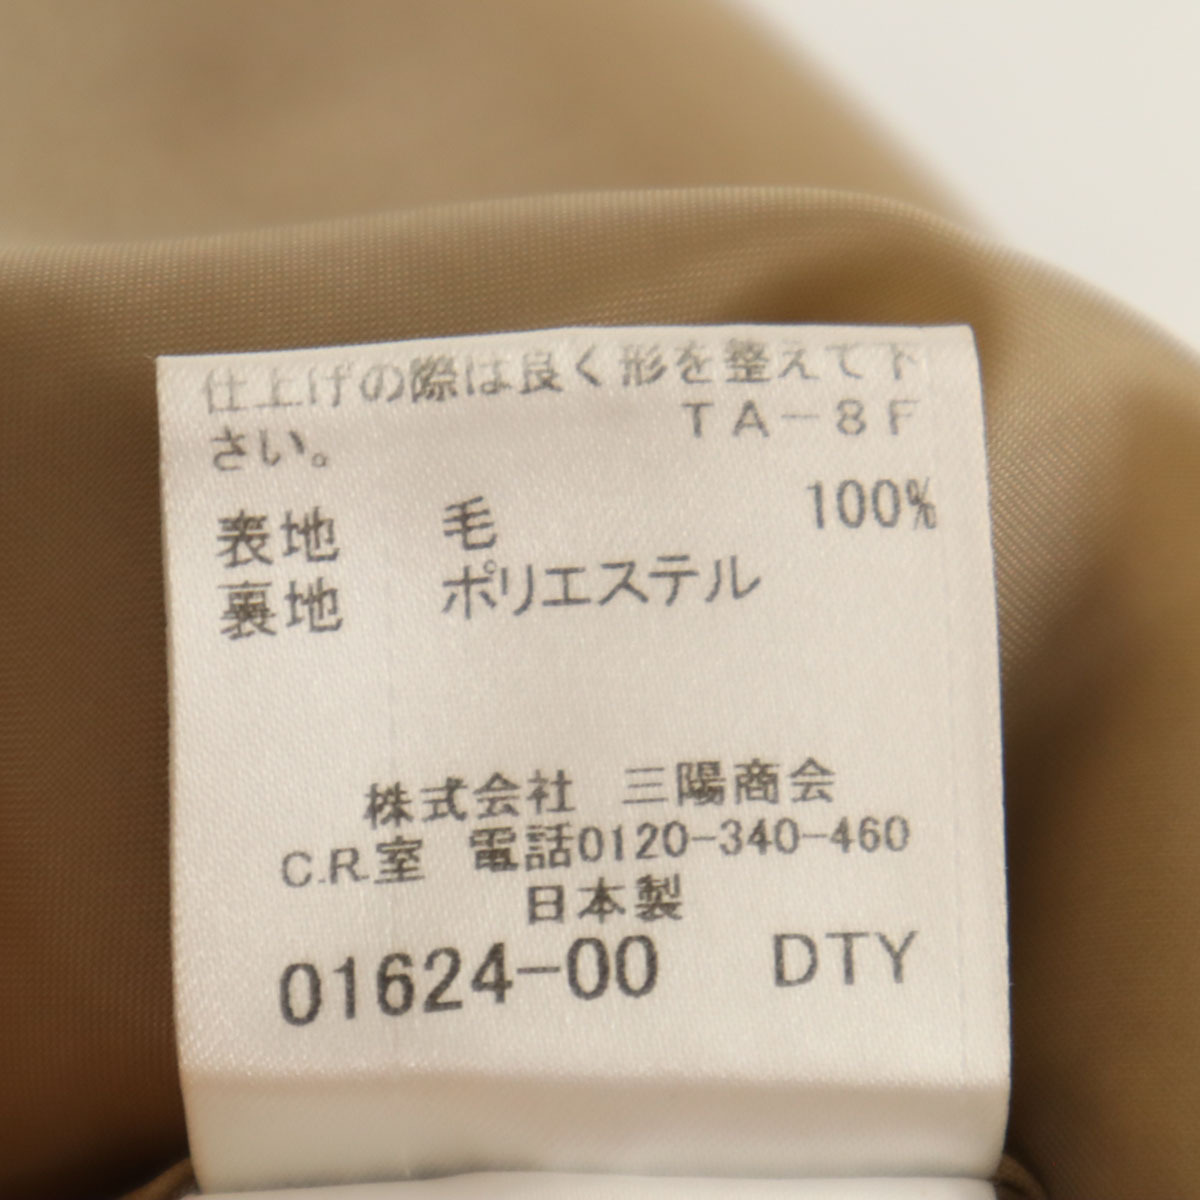 仕上げの際は良く形を整えて下
さい。 TA-8F
表地 毛 100%
裏地 ポリエステル
株式会社 三陽商会
C.R.室 電話0120-340-460
日本製
01624-00 DTY